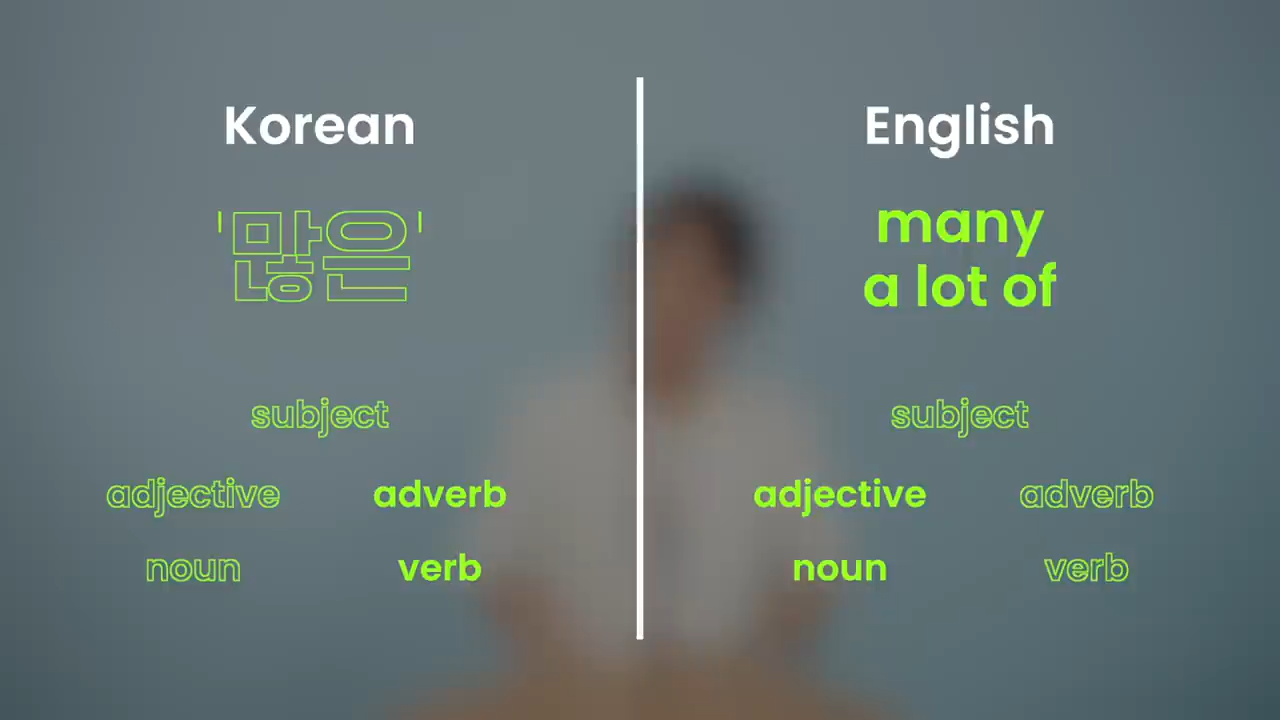 Korean
'많은'
subject
adjective adverb
noun verb
English
many
a lot of
subject
adjective adverb
noun verb